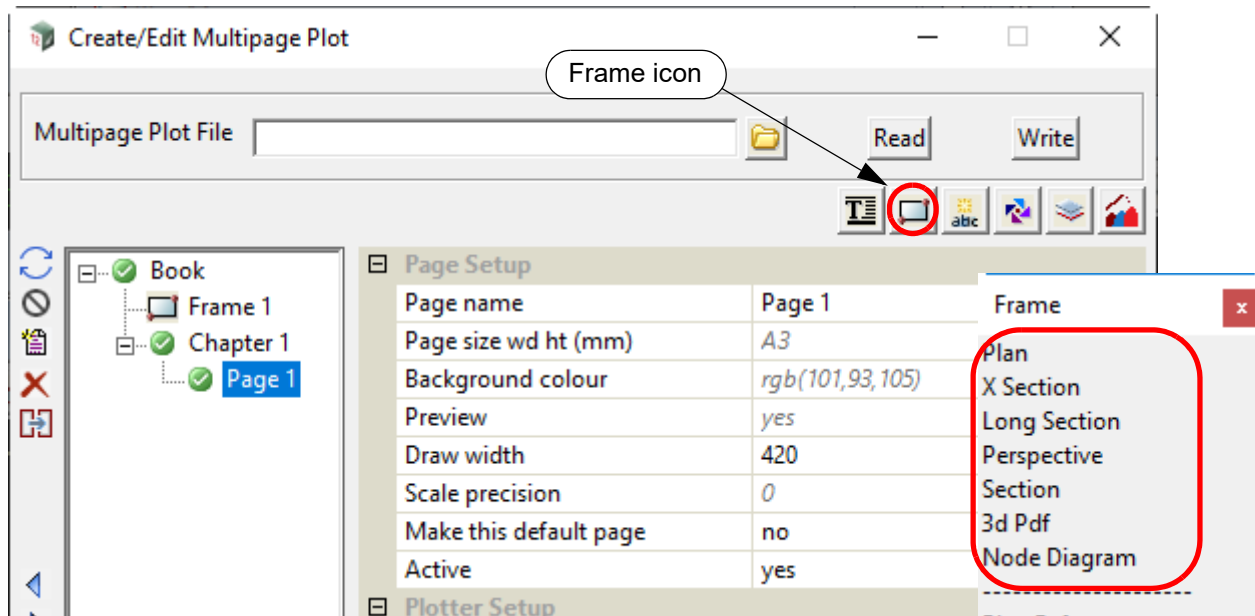 Create/Edit Multipage Plot
Frame icon
Multipage Plot File
Read
Write
T
abc
Book
Frame 1
Chapter 1
Page 1
Page Setup
Page name Page 1
Page size wd ht (mm) A3
Background colour rgb(101,93,105)
Preview yes
Draw width 420
Scale precision 0
Make this default page no
Active yes
Plotter Setup
Frame x
Plan
X Section
Long Section
Perspective
Section
3d Pdf
Node Diagram
--------------------